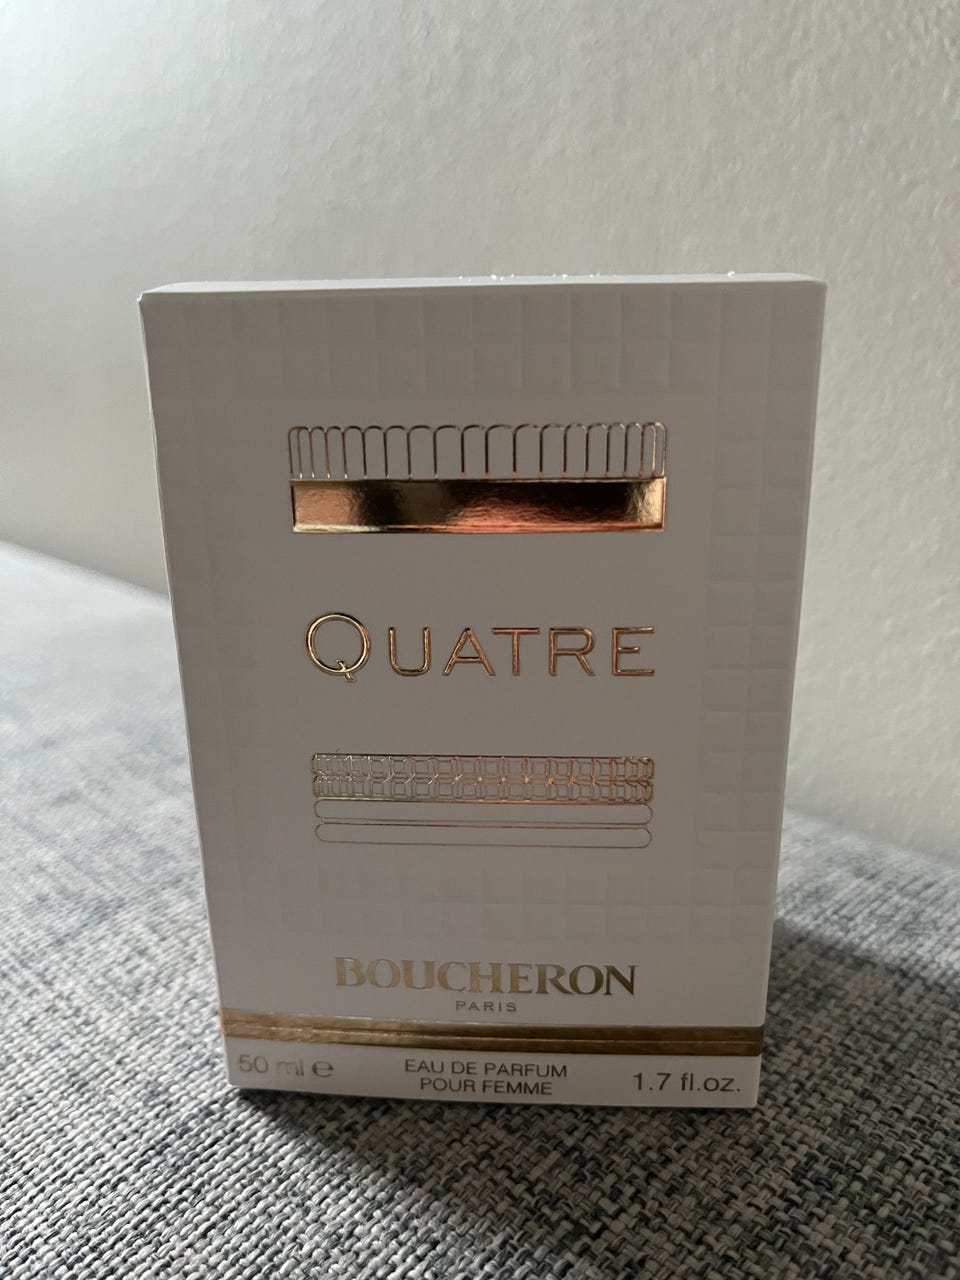 QUATRE
BOUCHERON
PARIS
50 ml ℮
EAU DE PARFUM
POUR FEMME
1.7 fl.oz.